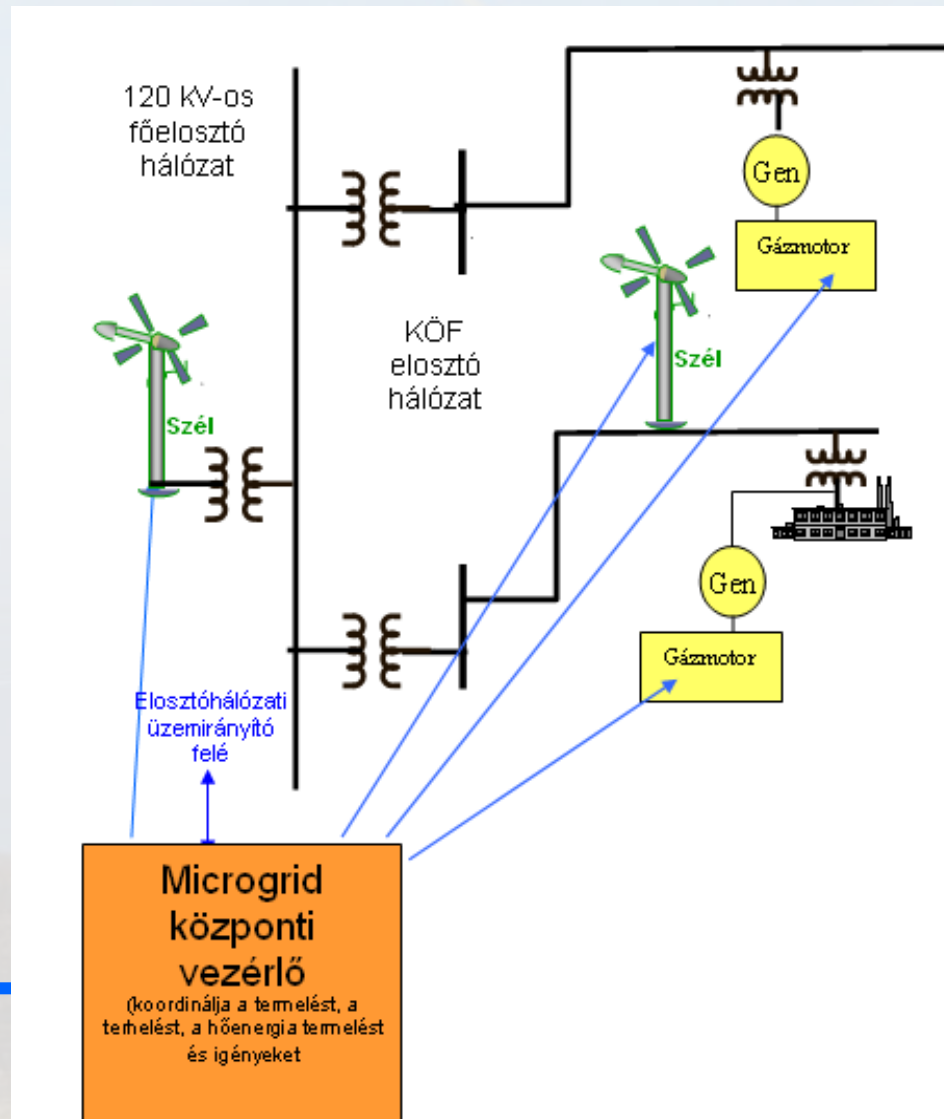 120 KV-os
főelosztó
hálózat
Gen
Gázmotor
KÖF
elosztó
hálózat
Szél
Szél
Gen
Gázmotor
Elosztóhálózati
üzemirányító
felé
Microgrid
központi
vezérlő
(koordinálja a termelést, a
terhelést, a hőenergia termelést
és igényeket